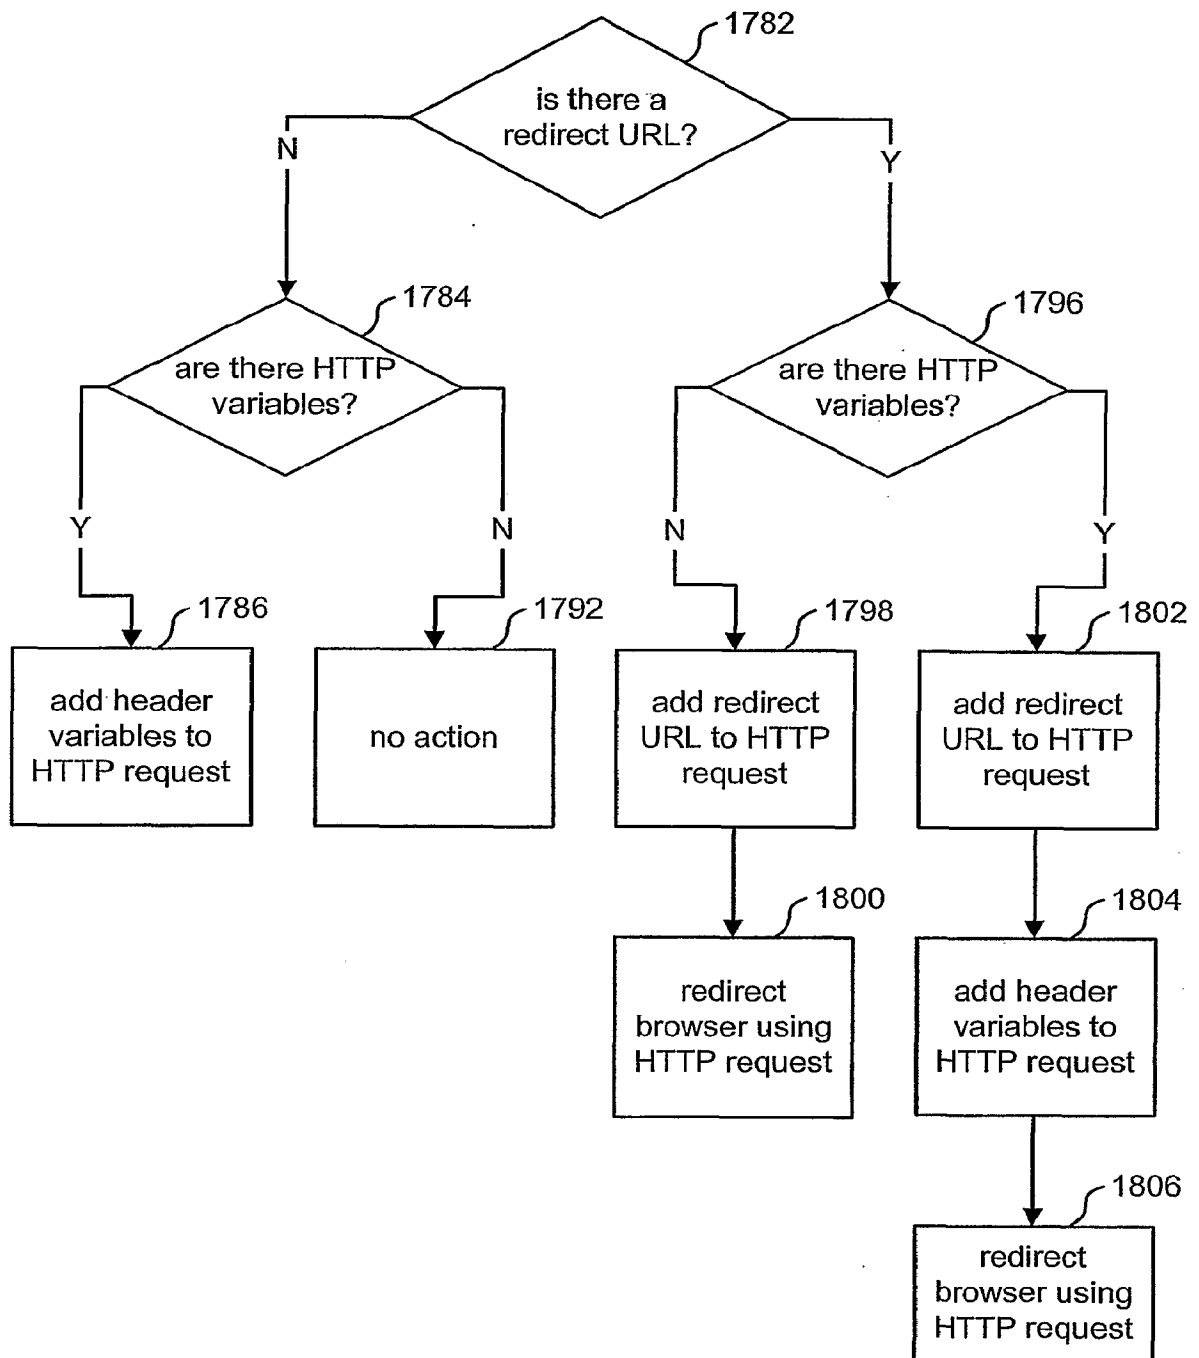 1782
is there a
redirect URL?
N
Y
1784
are there HTTP
variables?
1796
are there HTTP
variables?
Y
N
N
Y
1786
add header
variables to
HTTP request
1792
no action
1798
add redirect
URL to HTTP
request
1802
add redirect
URL to HTTP
request
1800
redirect
browser using
HTTP request
1804
add header
variables to
HTTP request
1806
redirect
browser using
HTTP request